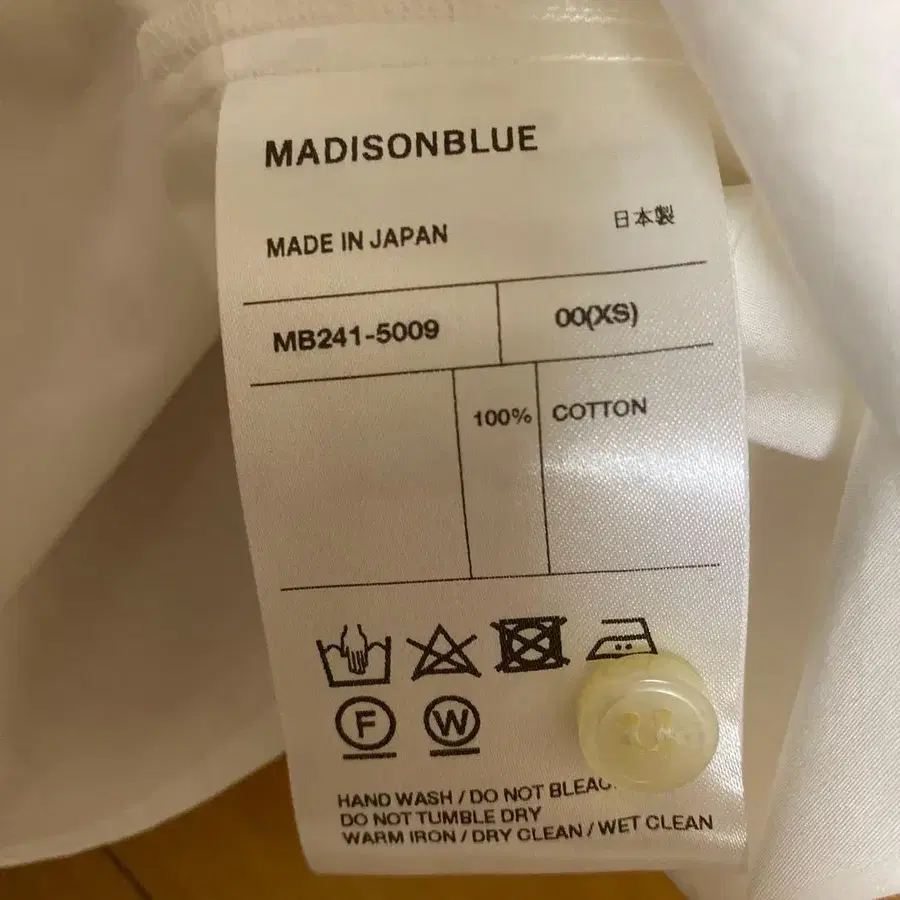 MADISONBLUE
MADE IN JAPAN 日本製
MB241-5009 00(XS)
100% COTTON
F W
HAND WASH / DO NOT BLEAC
DO NOT TUMBLE DRY
WARM IRON / DRY CLEAN / WET CLEAN